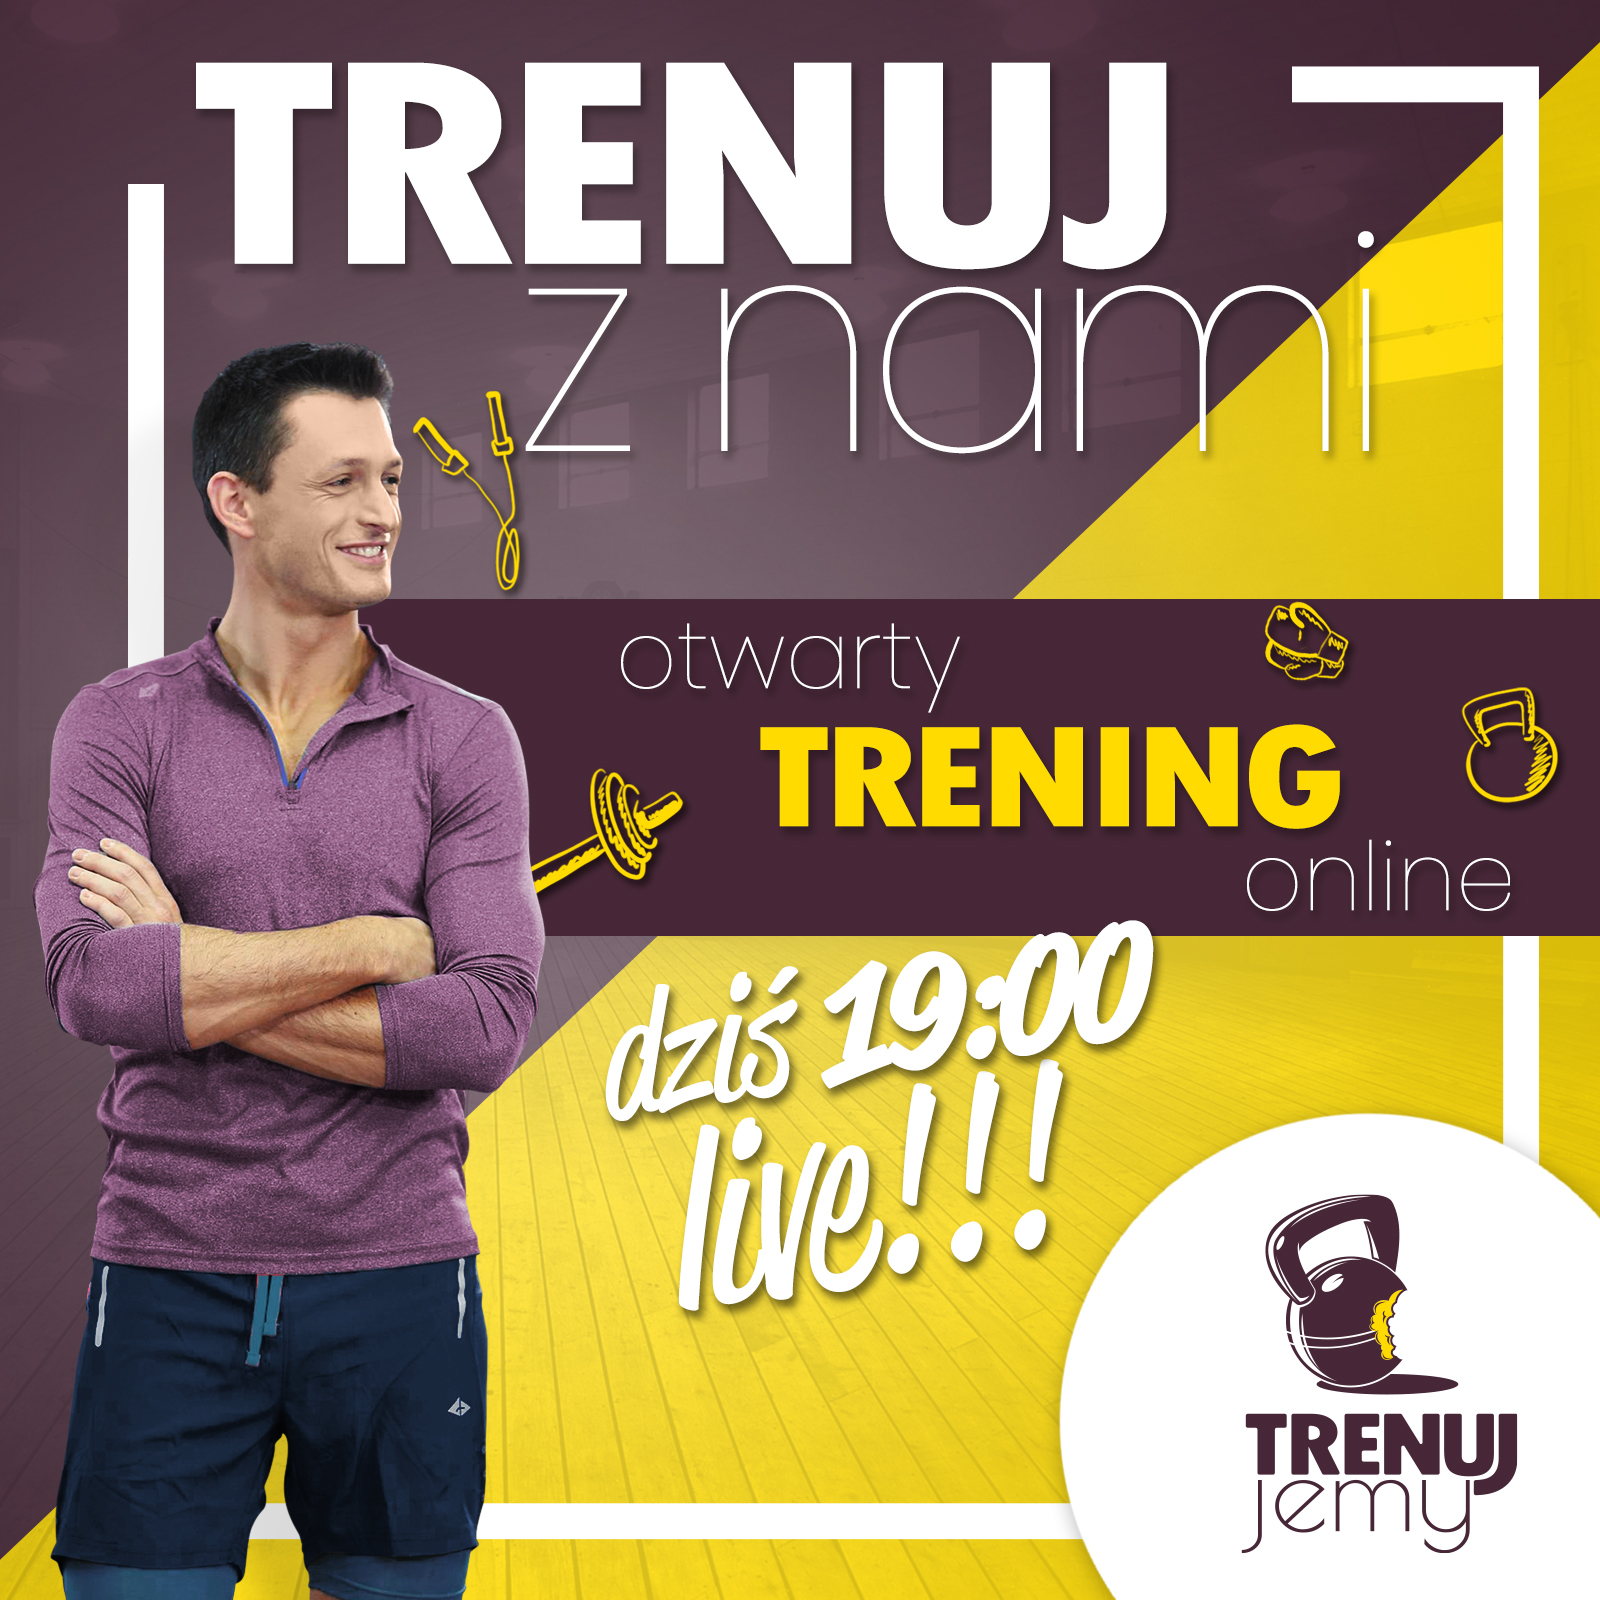 TRENUJ
z nami
otwarty
TRENING
online
dziś 19:00
live!!!
TRENUJ
jemy